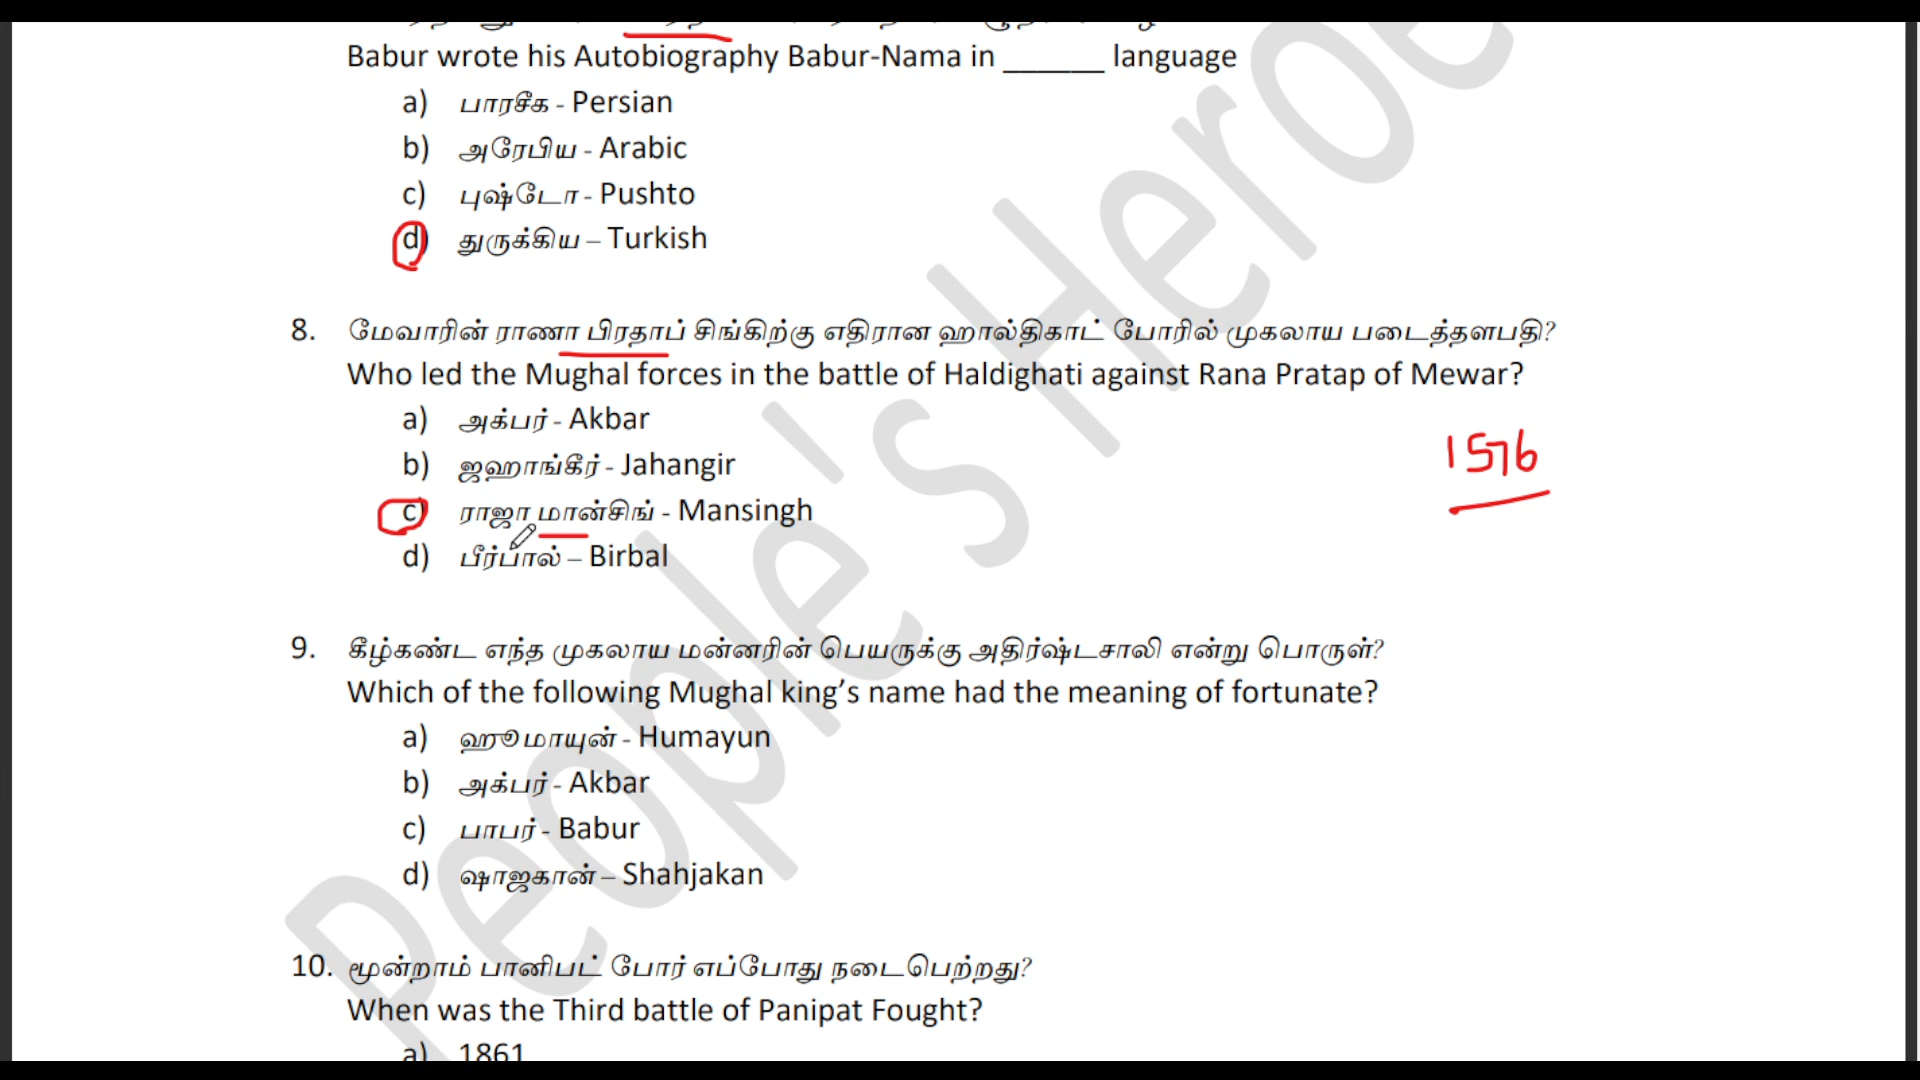 Babur wrote his Autobiography Babur-Nama in ______ language
a) பாரசீக - Persian
b) அரேபிய - Arabic
c) புஷ்டோ - Pushto
d) துருக்கிய – Turkish
8. மேவாரின் ராணா பிரதாப் சிங்கிற்கு எதிரான ஹால்திகாட் போரில் முகலாய படைத்தளபதி?
Who led the Mughal forces in the battle of Haldighati against Rana Pratap of Mewar?
a) அக்பர் - Akbar
b) ஜஹாங்கீர் - Jahangir
1576
c) ராஜா மான்சிங் - Mansingh
d) பீர்பால் – Birbal
9. கீழ்கண்ட எந்த முகலாய மன்னரின் பெயருக்கு அதிர்ஷ்டசாலி என்று பொருள்?
Which of the following Mughal king’s name had the meaning of fortunate?
a) ஹூமாயுன் - Humayun
b) அக்பர் - Akbar
c) பாபர் - Babur
d) ஷாஜகான் – Shahjakan
10. மூன்றாம் பானிபட் போர் எப்போது நடைபெற்றது?
When was the Third battle of Panipat Fought?
a) 1861
People's Heroe